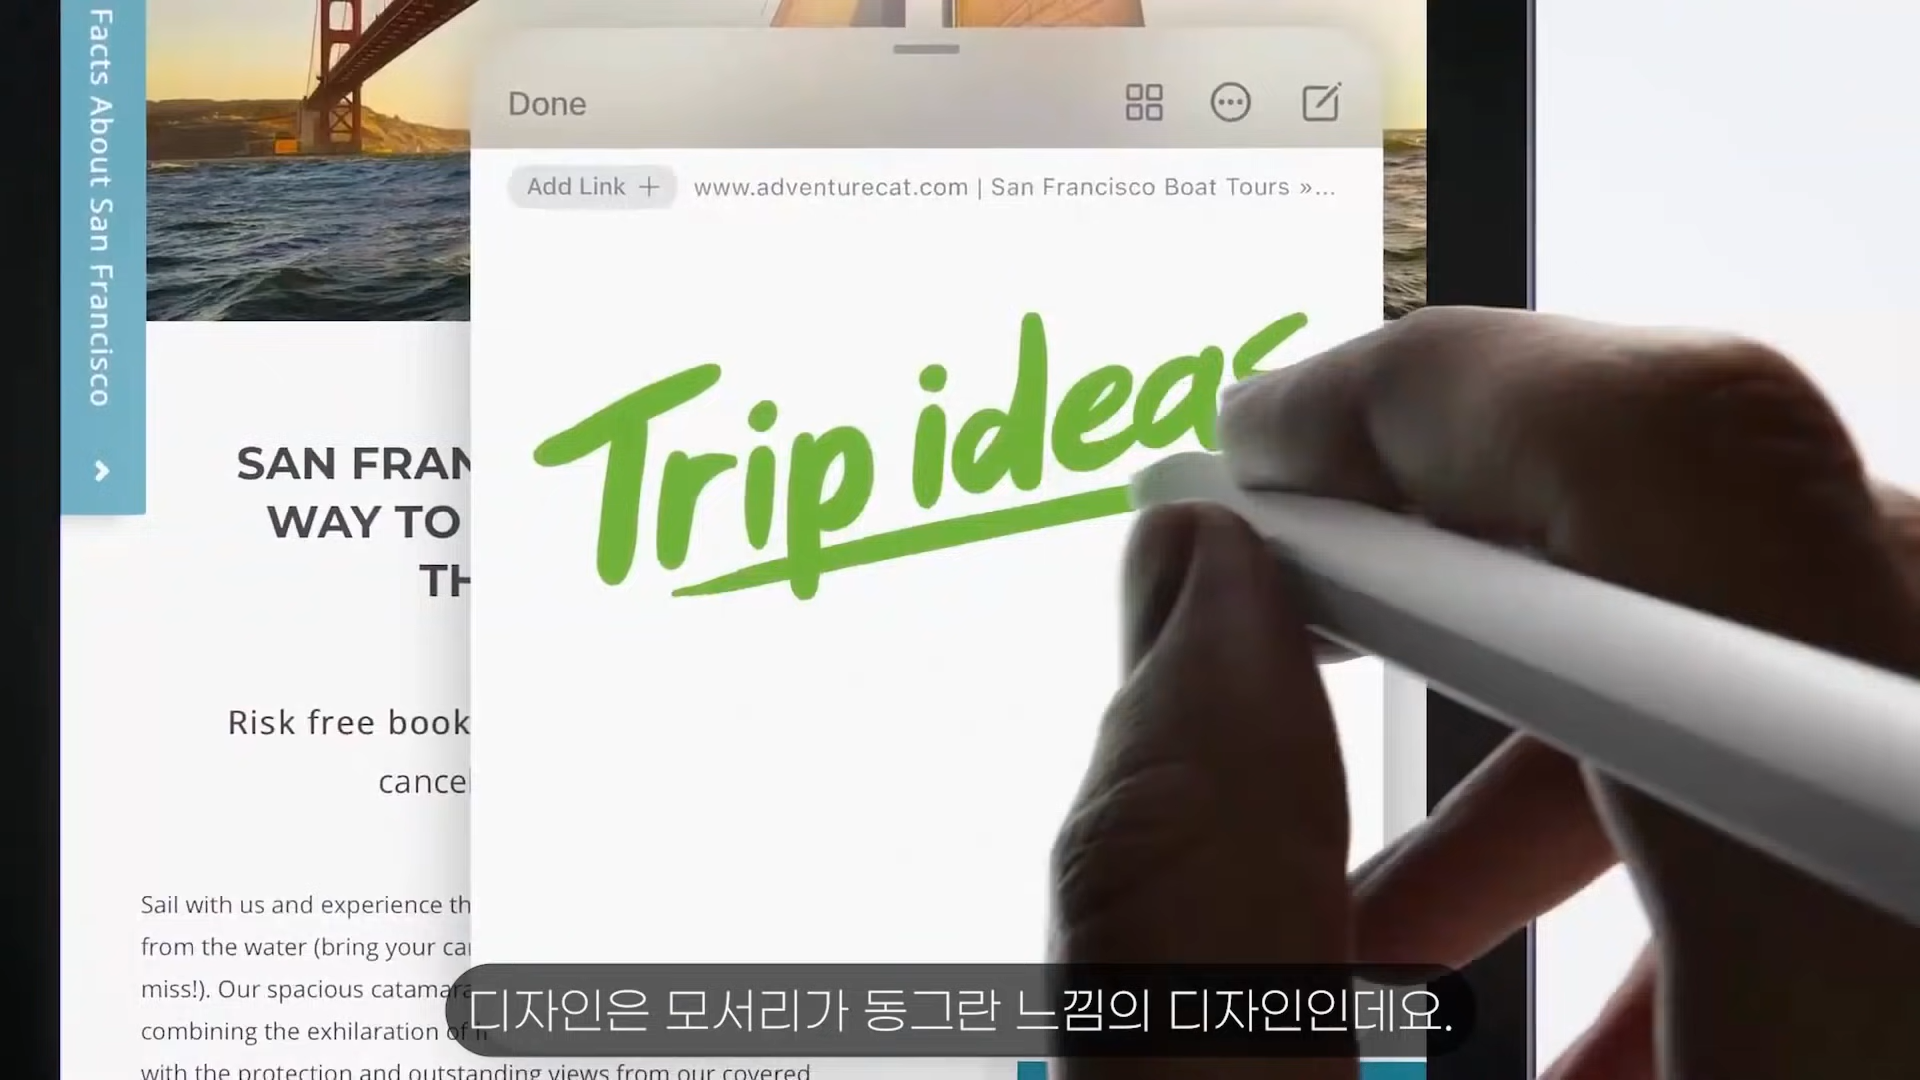 Facts About San Francisco
Done
Add Link +
www.adventurecat.com | San Francisco Boat Tours »...
Trip ideas
SAN FRAN
WAY TO
TH
Risk free book
cancel
Sail with us and experience th
from the water (bring your ca
miss!). Our spacious catamara
combining the exhilaration of
with the protection and outstanding views from our covered
디자인은 모서리가 동그란 느낌의 디자인인데요.